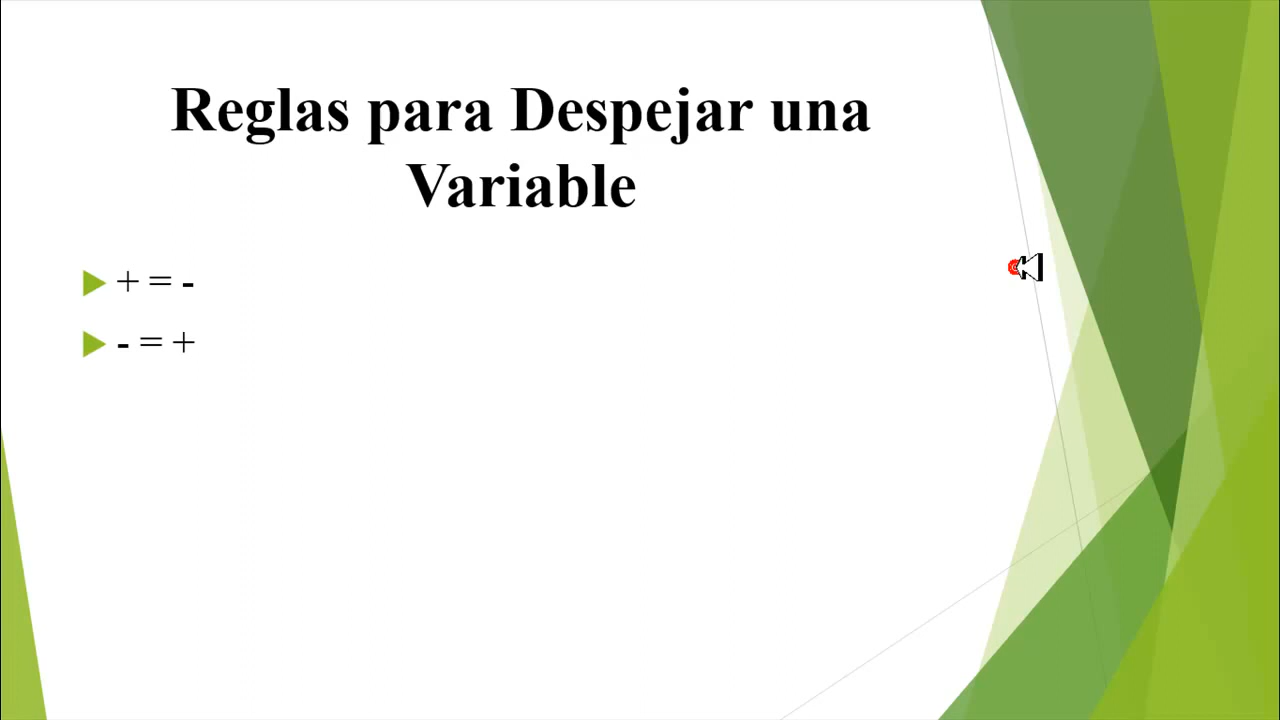 Reglas para Despejar una
Variable
+ = -
- = +